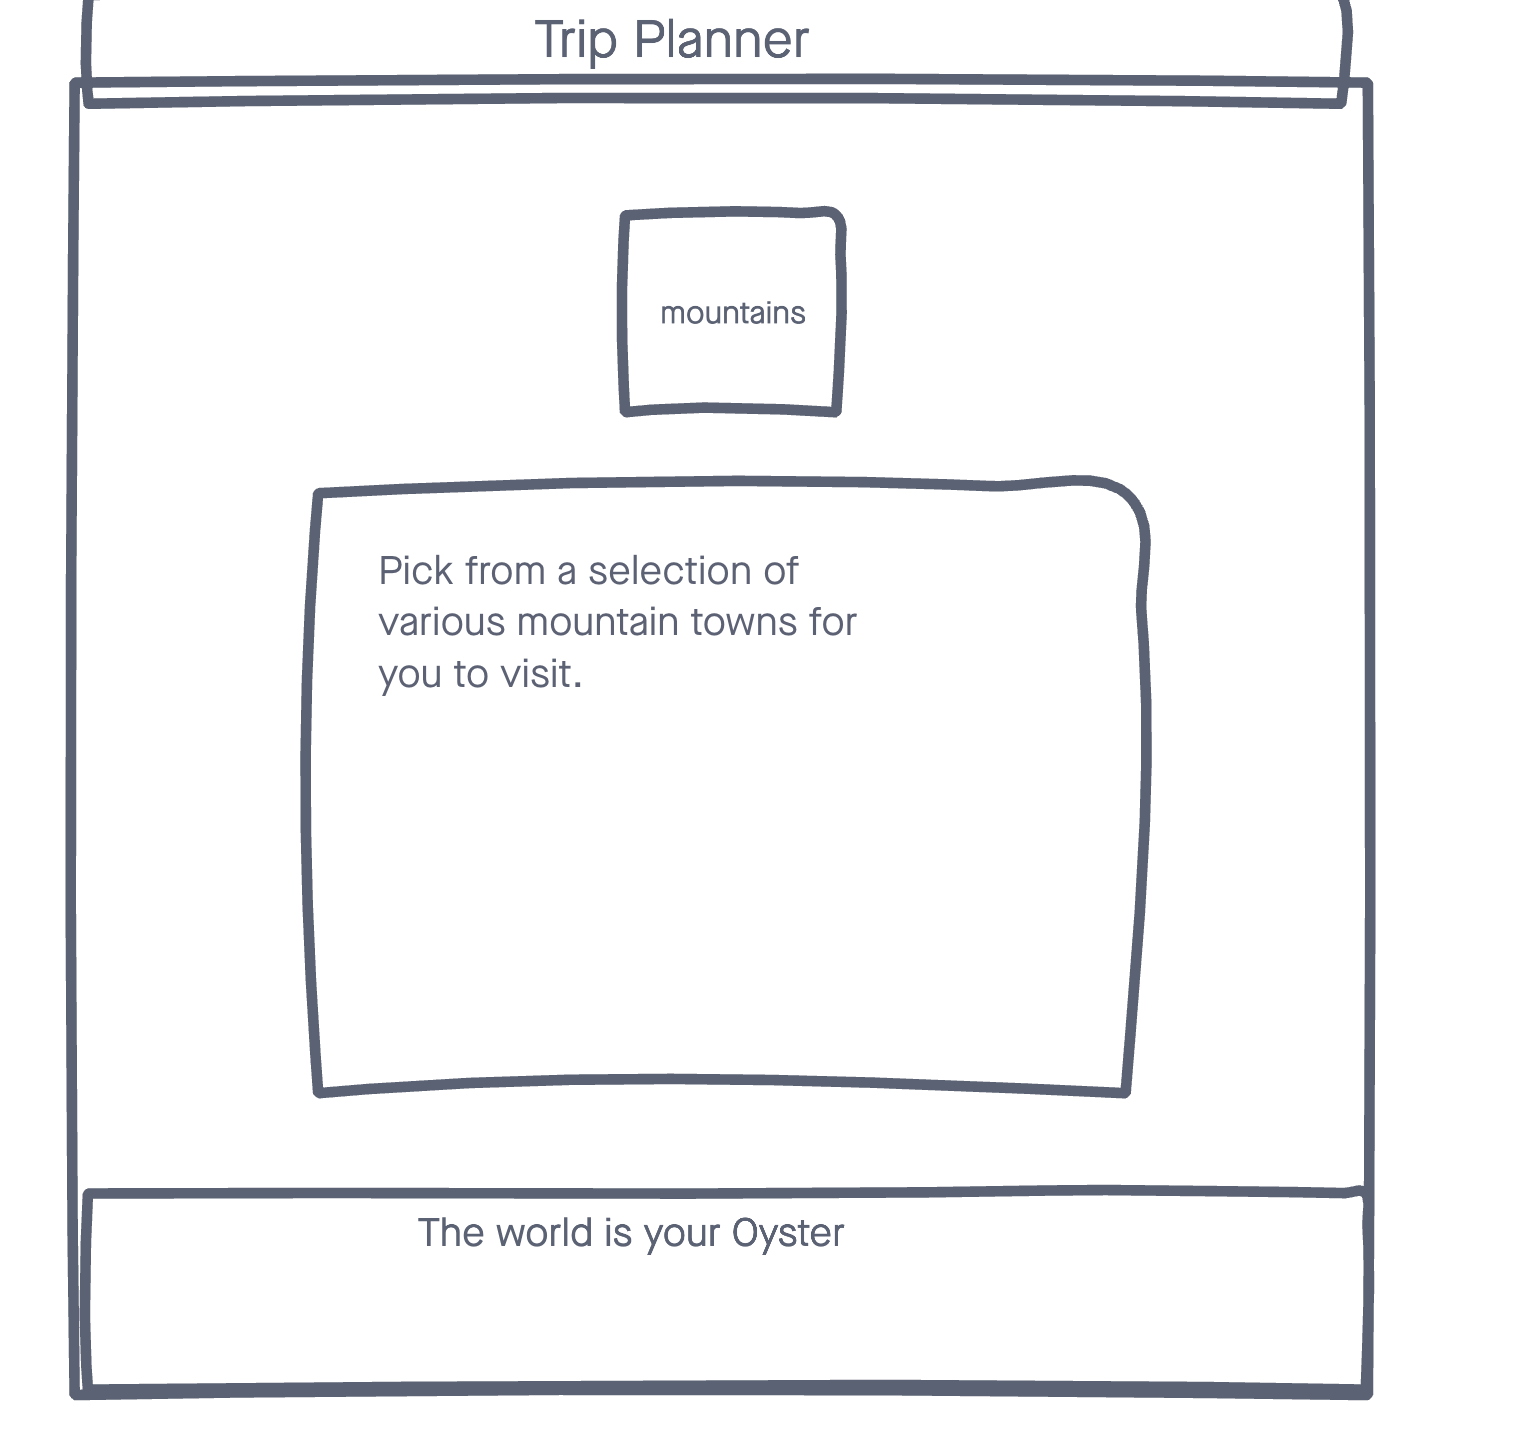 Trip Planner
mountains
Pick from a selection of
various mountain towns for
you to visit.
The world is your Oyster